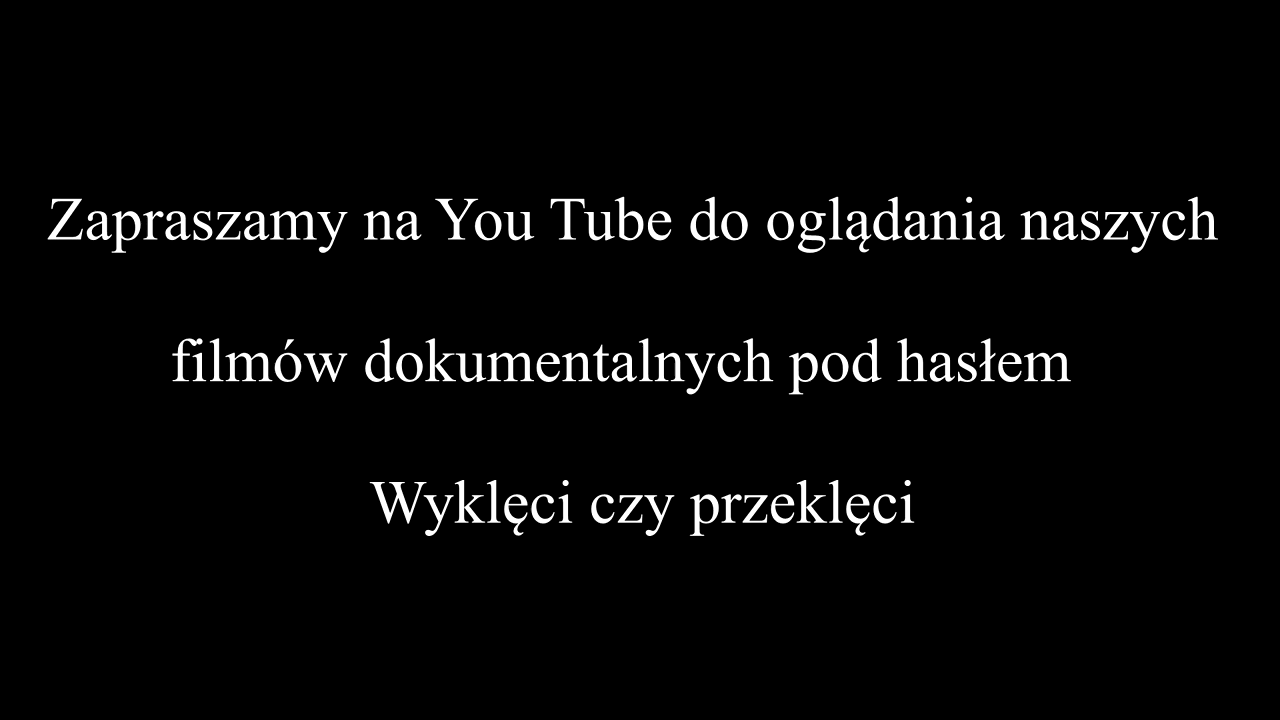 Zapraszamy na You Tube do oglądania naszych
filmów dokumentalnych pod hasłem
Wyklęci czy przeklęci